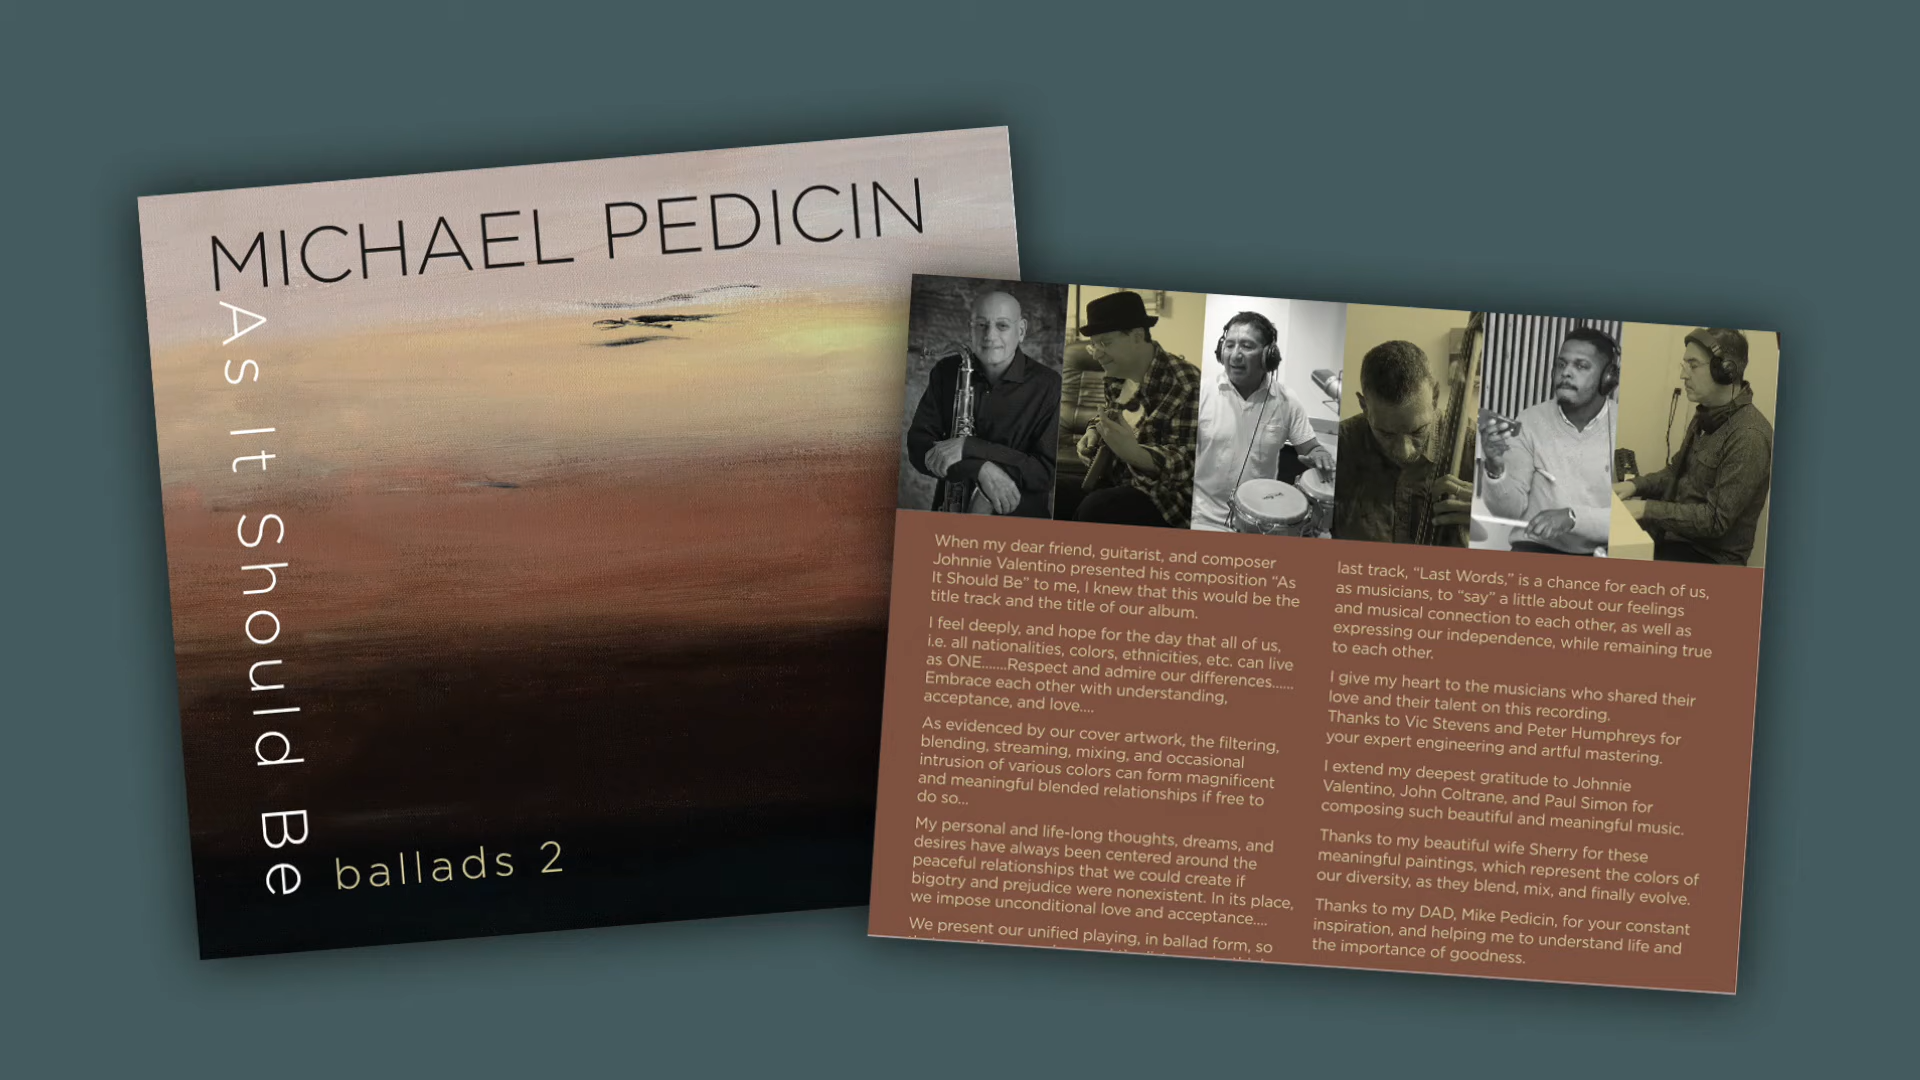 MICHAEL PEDICIN
As It Should Be
ballads 2
When my dear friend, guitarist, and composer
Johnnie Valentino presented his composition “As
It Should Be” to me, I knew that this would be the
title track and the title of our album.
I feel deeply, and hope for the day that all of us,
i.e. all nationalities, colors, ethnicities, etc. can live
as ONE.......Respect and admire our differences......
Embrace each other with understanding,
acceptance, and love....
As evidenced by our cover artwork, the filtering,
blending, streaming, mixing, and occasional
intrusion of various colors can form magnificent
and meaningful blended relationships if free to
do so...
My personal and life-long thoughts, dreams, and
desires have always been centered around the
peaceful relationships that we could create if
bigotry and prejudice were nonexistent. In its place,
we impose unconditional love and acceptance....
We present our unified playing, in ballad form, so
last track, “Last Words,” is a chance for each of us,
as musicians, to “say” a little about our feelings
and musical connection to each other, as well as
expressing our independence, while remaining true
to each other.
I give my heart to the musicians who shared their
love and their talent on this recording.
Thanks to Vic Stevens and Peter Humphreys for
your expert engineering and artful mastering.
I extend my deepest gratitude to Johnnie
Valentino, John Coltrane, and Paul Simon for
composing such beautiful and meaningful music.
Thanks to my beautiful wife Sherry for these
meaningful paintings, which represent the colors of
our diversity, as they blend, mix, and finally evolve.
Thanks to my DAD, Mike Pedicin, for your constant
inspiration, and helping me to understand life and
the importance of goodness.